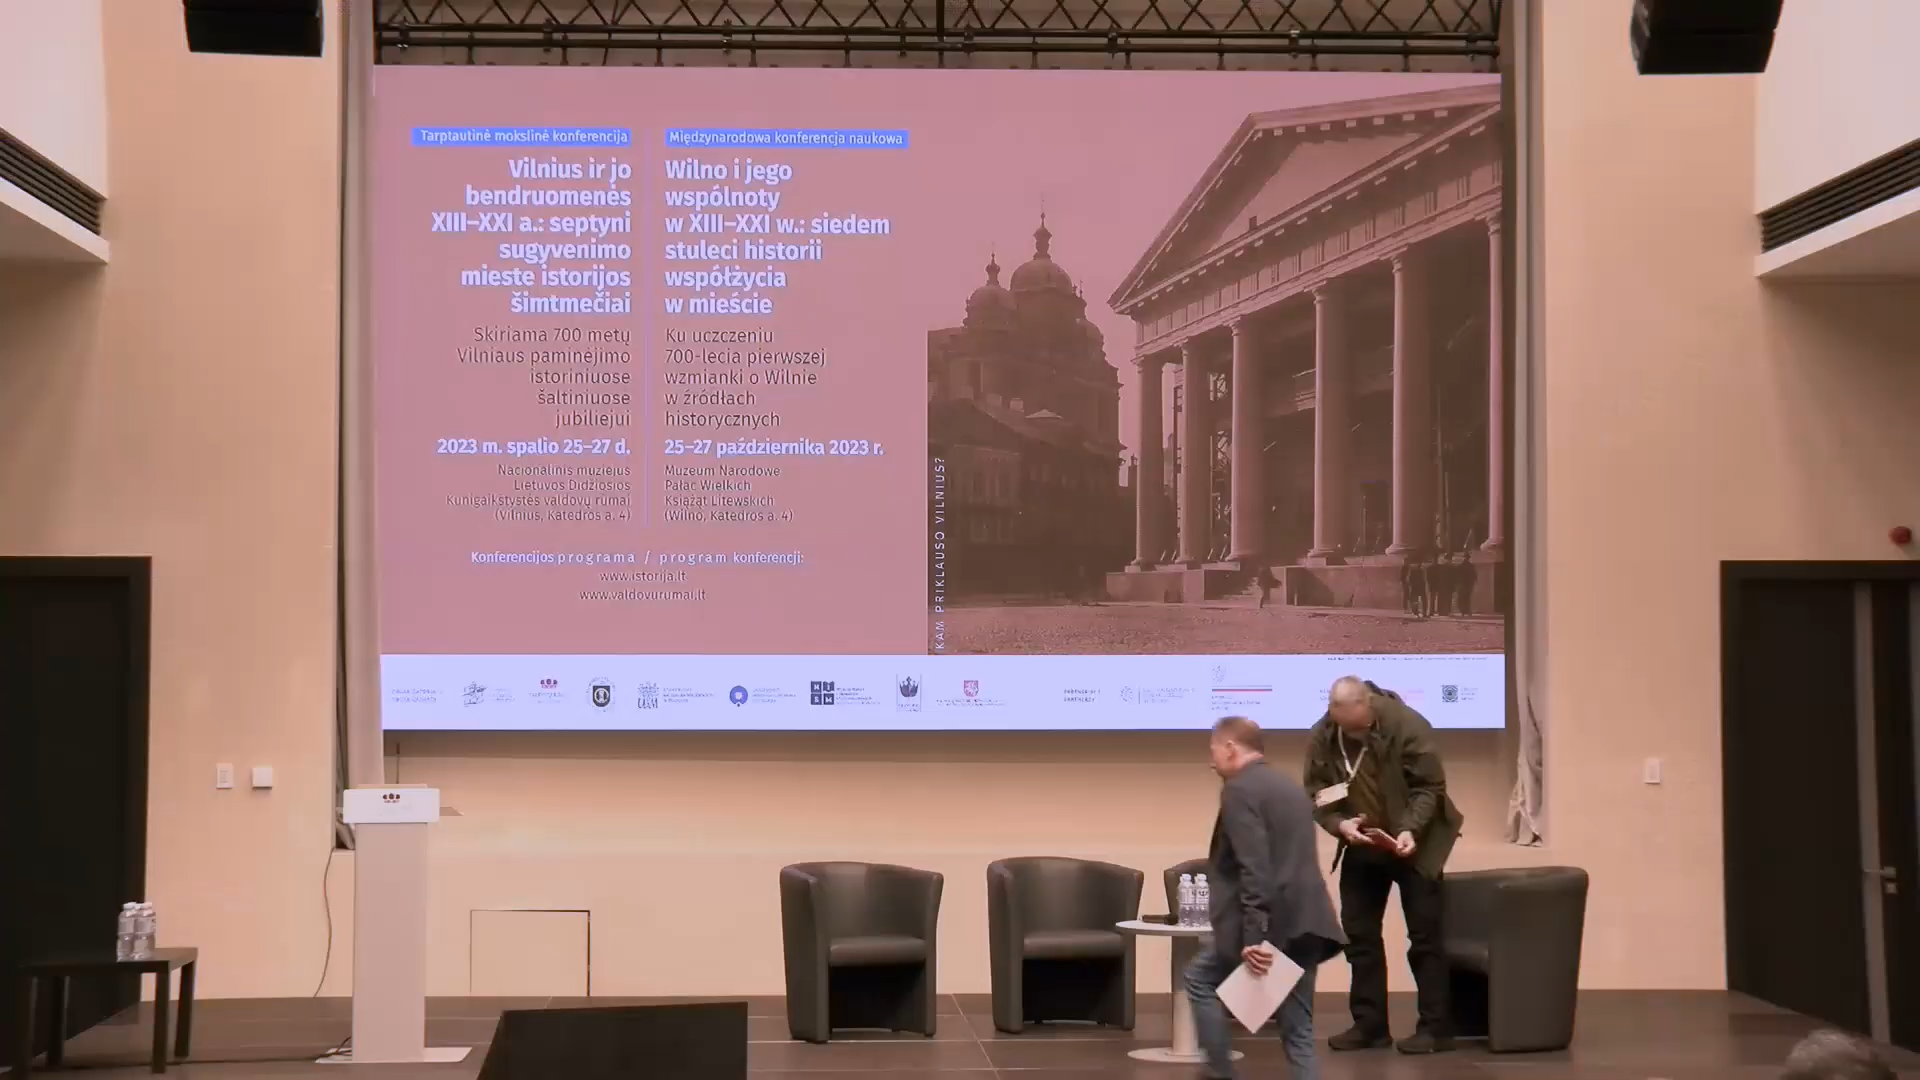 Tarptautinė mokslinė konferencija
Vilnius ir jo
bendruomenės
XIII–XXI a.: septyni
sugyvenimo
mieste istorijos
šimtmečiai
Skiriama 700 metų
Vilniaus paminėjimo
istoriniuose
šaltiniuose
jubiliejui
2023 m. spalio 25–27 d.
Nacionalinis muziejus
Lietuvos Didžiosios
Kunigaikštystės valdovų rūmai
(Vilnius, Katedros a. 4)
Międzynarodowa konferencja naukowa
Wilno i jego
wspólnoty
w XIII–XXI w.: siedem
stuleci historii
współżycia
w mieście
Ku uczczeniu
700-lecia pierwszej
wzmianki o Wilnie
w źródłach
historycznych
25–27 października 2023 r.
Muzeum Narodowe
Pałac Wielkich
Książąt Litewskich
(Wilno, Katedros a. 4)
Konferencijos programa / program konferencji:
www.istorija.lt
www.valdovurumai.lt
KAM PRIKLAUSO VILNIUS?